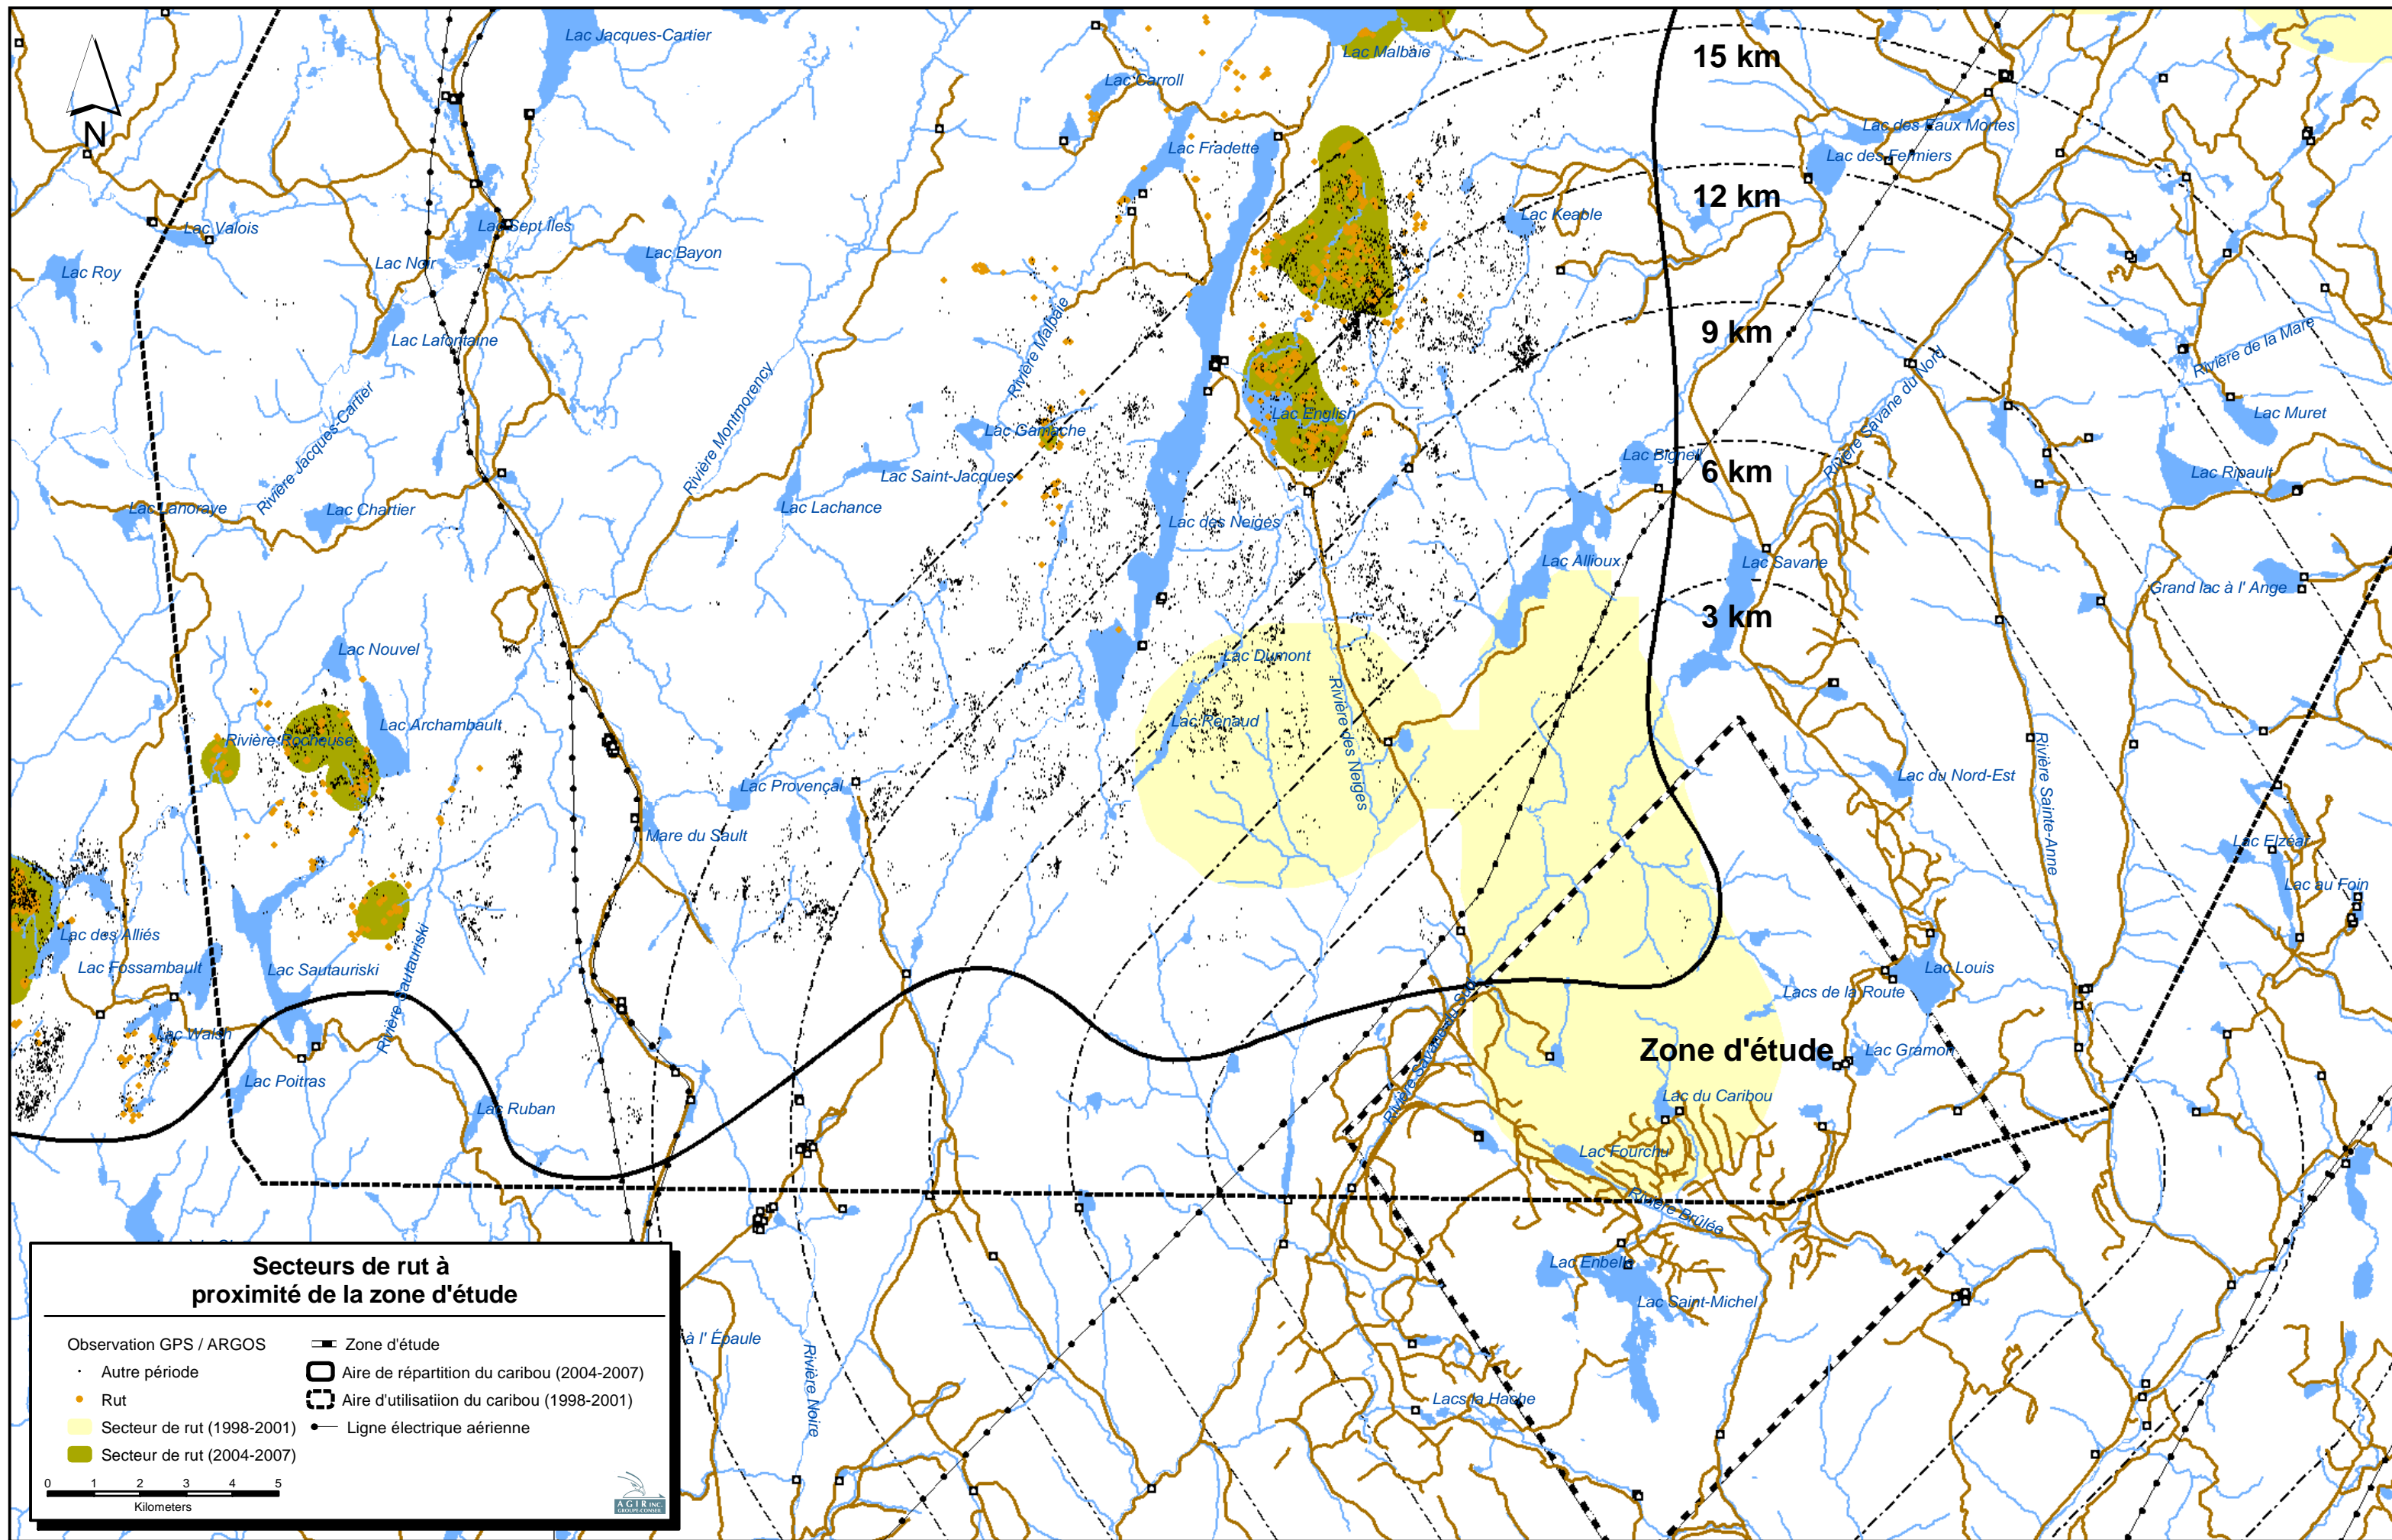 Lac Jacques-Cartier
Lac Malbaie
15 km
Lac Carroll
N
Lac des Eaux Mortes
Lac Fradette
Lac des Fermiers
12 km
Lac Keable
Lac Valois
Lac Sept Îles
Lac Bayon
Lac Noir
Lac Roy
Rivière Malbaie
9 km
Rivière de la Mare
Lac Lafontaine
Rivière Savane du Nord
Rivière Jacques-Cartier
Rivière Montmorency
Lac English
Lac Muret
Lac Gamache
Lac Bignell
6 km
Lac Ripault
Lac Saint-Jacques
Lac Lanoraye
Lac Chartier
Lac Lachance
Lac des Neiges
Lac Allioux
Lac Savane
Grand lac à l' Ange
3 km
Lac Nouvel
Lac Dumont
Lac Archambault
Lac Renaud
Rivière des Neiges
Rivière Rocheuse
Lac Provençal
Lac du Nord-Est
Rivière Sainte-Anne
Mare du Sault
Lac Elzéar
Lac au Foin
Lac des Alliés
Lac Fossambault
Lac Sautauriski
Rivière Sautauriski
Lac Louis
Lacs de la Route
Rivière Savane du Sud
Lac Walsh
Zone d'étude
Lac Gramon
Lac Poitras
Lac Ruban
Lac du Caribou
Lac Fourchu
Rivière Brûlée
Lac Enbelle
Lac Saint-Michel
à l' Épaule
Rivière Noire
Lacs la Hache
Secteurs de rut à
proximité de la zone d'étude
Observation GPS / ARGOS
Autre période
Rut
Secteur de rut (1998-2001)
Secteur de rut (2004-2007)
Zone d'étude
Aire de répartition du caribou (2004-2007)
Aire d'utilisatiion du caribou (1998-2001)
Ligne électrique aérienne
0 1 2 3 4 5
Kilometers
AGIR INC.
GROUPE-CONSEIL